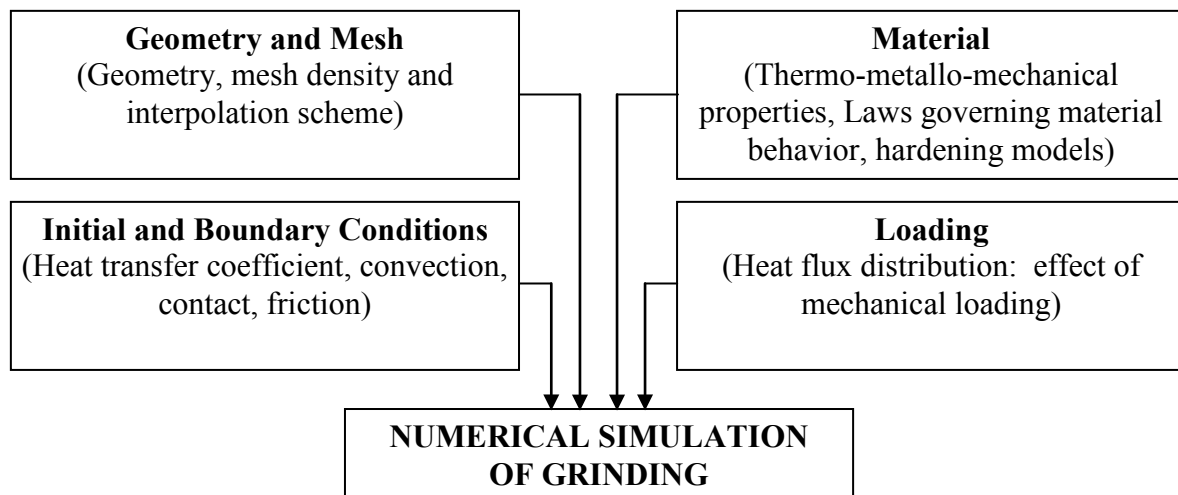 Geometry and Mesh
(Geometry, mesh density and
interpolation scheme)
Material
(Thermo-metallo-mechanical
properties, Laws governing material
behavior, hardening models)
Initial and Boundary Conditions
(Heat transfer coefficient, convection,
contact, friction)
Loading
(Heat flux distribution: effect of
mechanical loading)
NUMERICAL SIMULATION
OF GRINDING